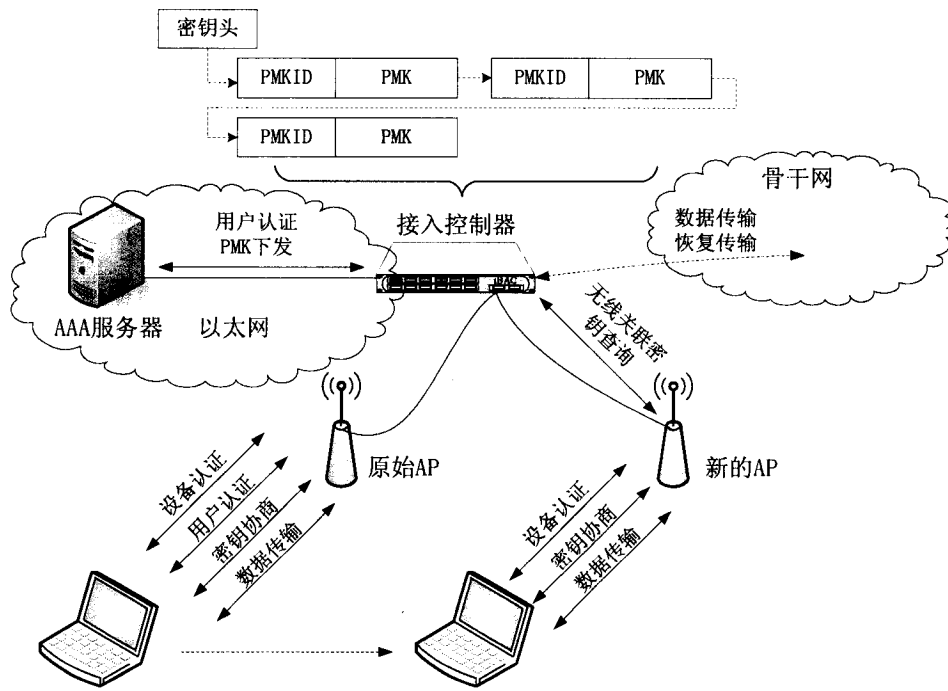 密钥头
PMKID PMK PMKID PMK
PMKID PMK
骨干网
用户认证
PMK下发
接入控制器
数据传输
恢复传输
AAA服务器 以太网
无线关联密
钥查询
原始AP
新的AP
设备认证
用户认证
密钥协商
数据传输
设备认证
密钥协商
数据传输